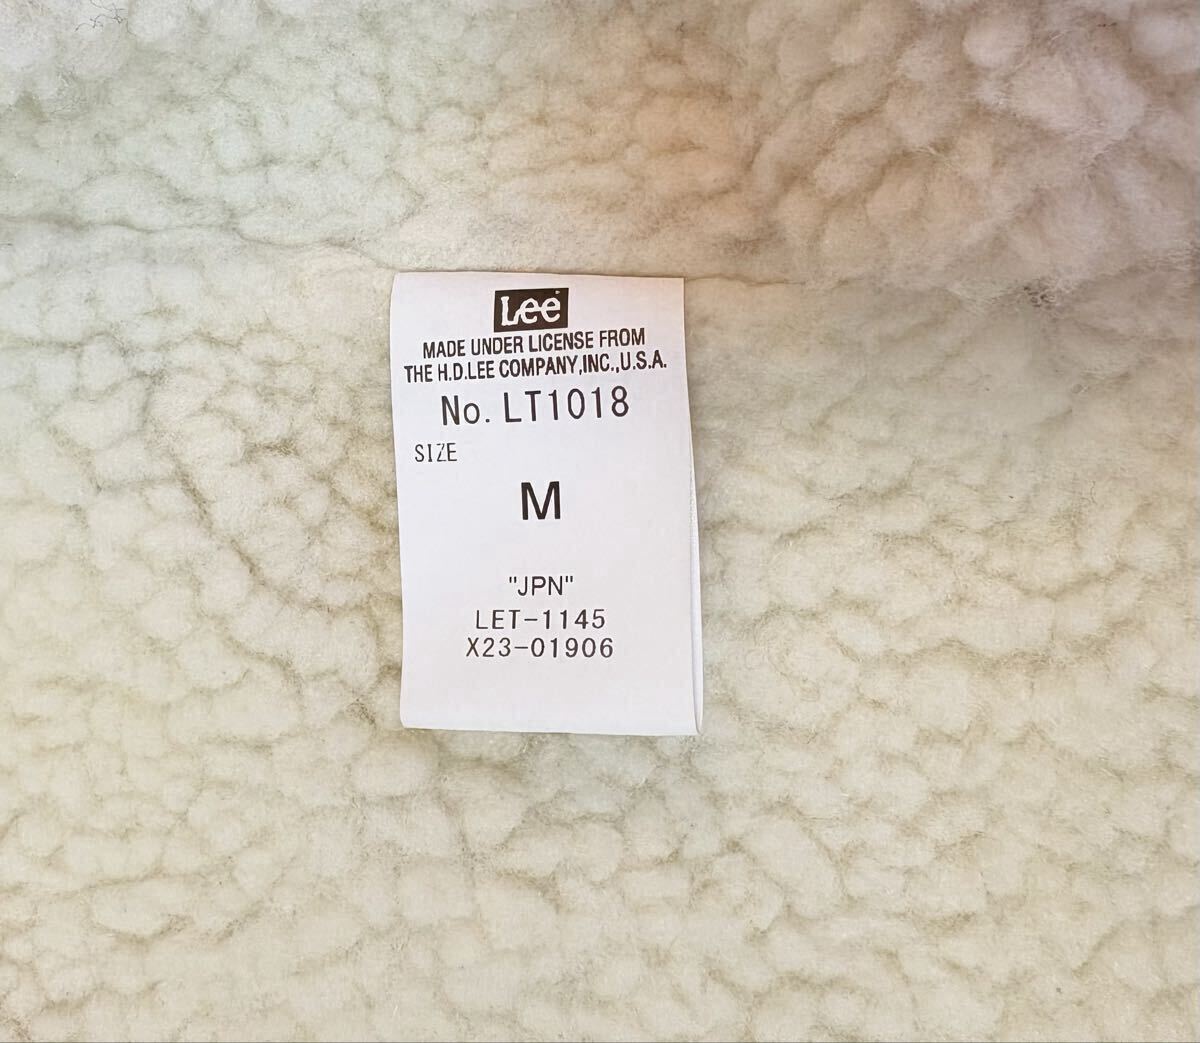 Lee
MADE UNDER LICENSE FROM
THE H.D.LEE COMPANY,INC.,U.S.A.
No. LT1018
SIZE
M
"JPN"
LET-1145
X23-01906